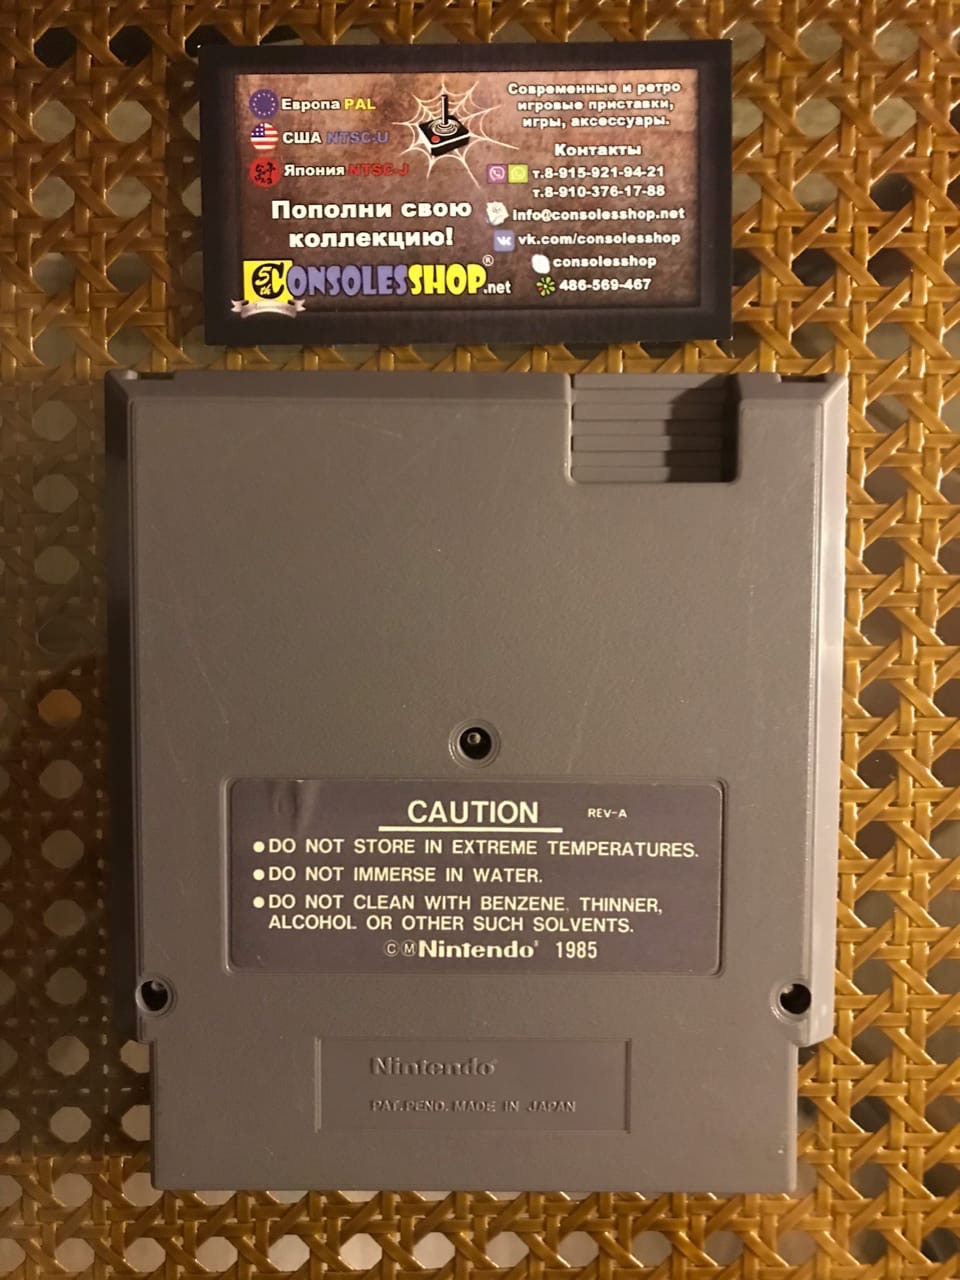 Европа PAL
США NTSC-U
Япония NTSC-J
Пополни свою
коллекцию!
5th
CONSOLESSHOP®.net
Современные и ретро
игровые приставки,
игры, аксессуары.
Контакты
т.8-915-921-94-21
т.8-910-376-17-88
info@consolesshop.net
vk.com/consolesshop
consolesshop
486-569-467
CAUTION REV-A
●DO NOT STORE IN EXTREME TEMPERATURES.
●DO NOT IMMERSE IN WATER.
●DO NOT CLEAN WITH BENZENE, THINNER,
ALCOHOL OR OTHER SUCH SOLVENTS.
ⒸⓂNintendo® 1985
Nintendo®
PAT.PEND. MADE IN JAPAN